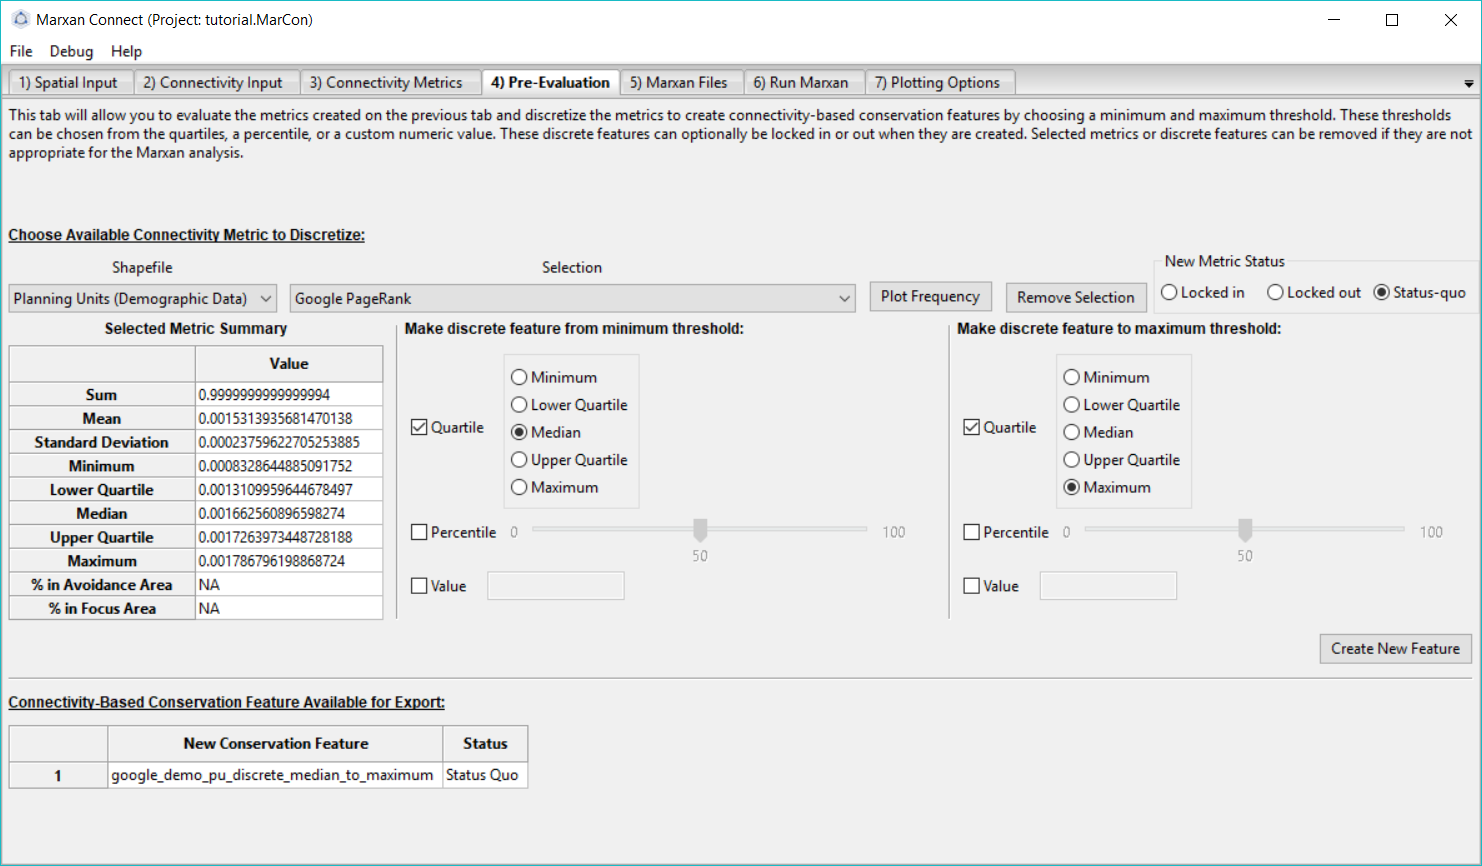 Marxan Connect (Project: tutorial.MarCon)
File Debug Help
1) Spatial Input 2) Connectivity Input 3) Connectivity Metrics 4) Pre-Evaluation 5) Marxan Files 6) Run Marxan 7) Plotting Options
This tab will allow you to evaluate the metrics created on the previous tab and discretize the metrics to create connectivity-based conservation features by choosing a minimum and maximum threshold. These thresholds
can be chosen from the quartiles, a percentile, or a custom numeric value. These discrete features can optionally be locked in or out when they are created. Selected metrics or discrete features can be removed if they are not
appropriate for the Marxan analysis.
Choose Available Connectivity Metric to Discretize:
Shapefile Selection New Metric Status
Planning Units (Demographic Data) Google PageRank Plot Frequency Remove Selection Locked in Locked out Status-quo
Selected Metric Summary
Value
Sum 0.9999999999999994
Mean 0.0015313935681470138
Standard Deviation 0.00023759622705253885
Minimum 0.0008328644885091752
Lower Quartile 0.0013109959644678497
Median 0.001662560896598274
Upper Quartile 0.0017263973448728188
Maximum 0.001786796198868724
% in Avoidance Area NA
% in Focus Area NA
Make discrete feature from minimum threshold:
Quartile
Minimum
Lower Quartile
Median
Upper Quartile
Maximum
Percentile 0 100
50
Value
Make discrete feature to maximum threshold:
Quartile
Minimum
Lower Quartile
Median
Upper Quartile
Maximum
Percentile 0 100
50
Value
Create New Feature
Connectivity-Based Conservation Feature Available for Export:
New Conservation Feature Status
1 google_demo_pu_discrete_median_to_maximum Status Quo